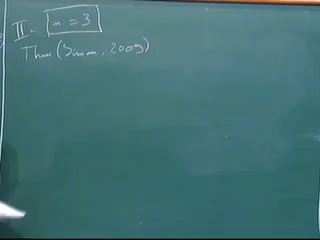 II. n = 3
Thm (Simon, 2009).